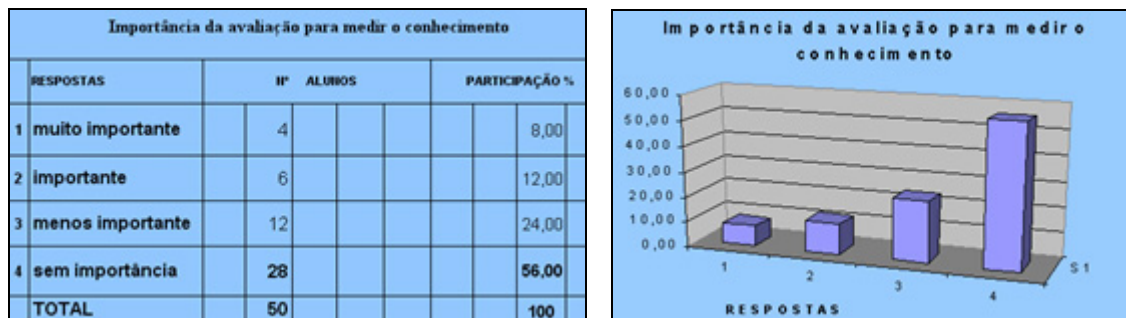 Importância da avaliação para medir o conhecimento
RESPOSTAS Nº ALUNOS PARTICIPAÇÃO %
1 muito importante 4 8,00
2 importante 6 12,00
3 menos importante 12 24,00
4 sem importância 28 56,00
TOTAL 50 100
Importância da avaliação para medir o
conhecimento
60,00
50,00
40,00
30,00
20,00
10,00
0,00
1
2
3
4
S1
RESPOSTAS